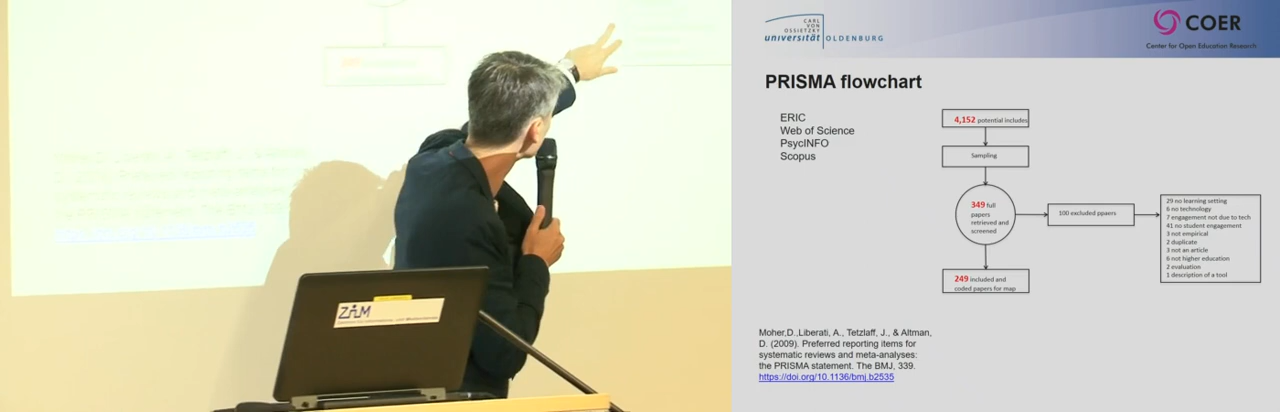 ZIM
CARL
VON
OSSIETZKY
universität OLDENBURG
COER
Center for Open Education Research
PRISMA flowchart
ERIC
Web of Science
PsycINFO
Scopus
4,152 potential includes
Sampling
349 full
papers
retrieved and
screened
100 excluded ppaers
29 no learning setting
6 no technology
7 engagement not due to tech
41 no student engagement
3 not empirical
2 duplicate
3 not an article
6 not higher education
2 evaluation
1 description of a tool
249 included and
coded papers for map
Moher,D.,Liberati, A., Tetzlaff, J., & Altman,
D. (2009). Preferred reporting items for
systematic reviews and meta-analyses:
the PRISMA statement. The BMJ, 339.
https://doi.org/10.1136/bmj.b2535